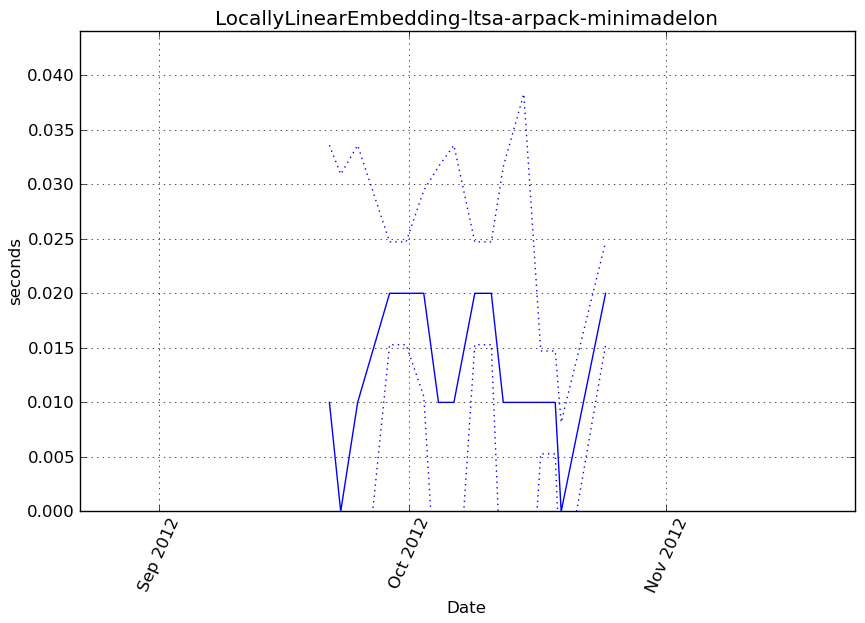 LocallyLinearEmbedding-ltsa-arpack-minimadelon
0.040
0.035
0.030
0.025
0.020
0.015
0.010
0.005
0.000
seconds
Sep 2012
Oct 2012
Nov 2012
Date